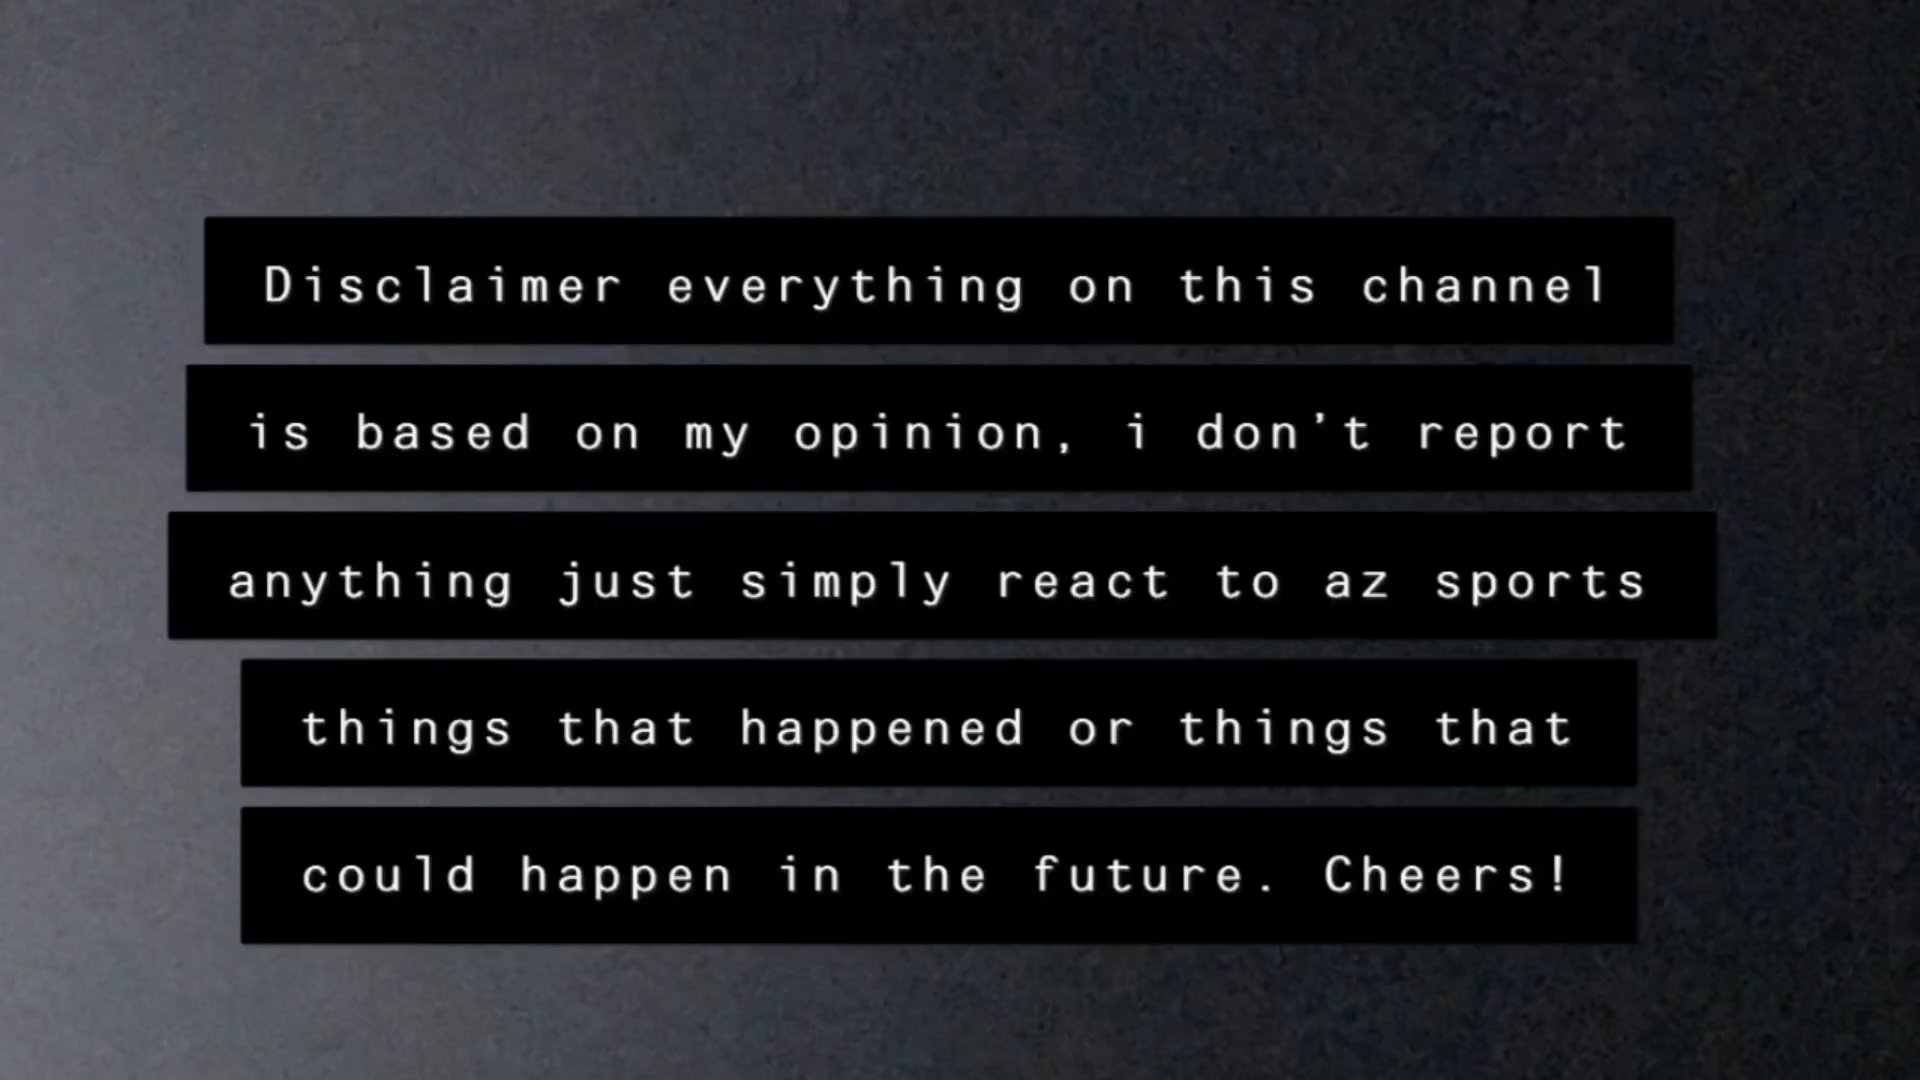 Disclaimer everything on this channel
is based on my opinion, i don't report
anything just simply react to az sports
things that happened or things that
could happen in the future. Cheers!